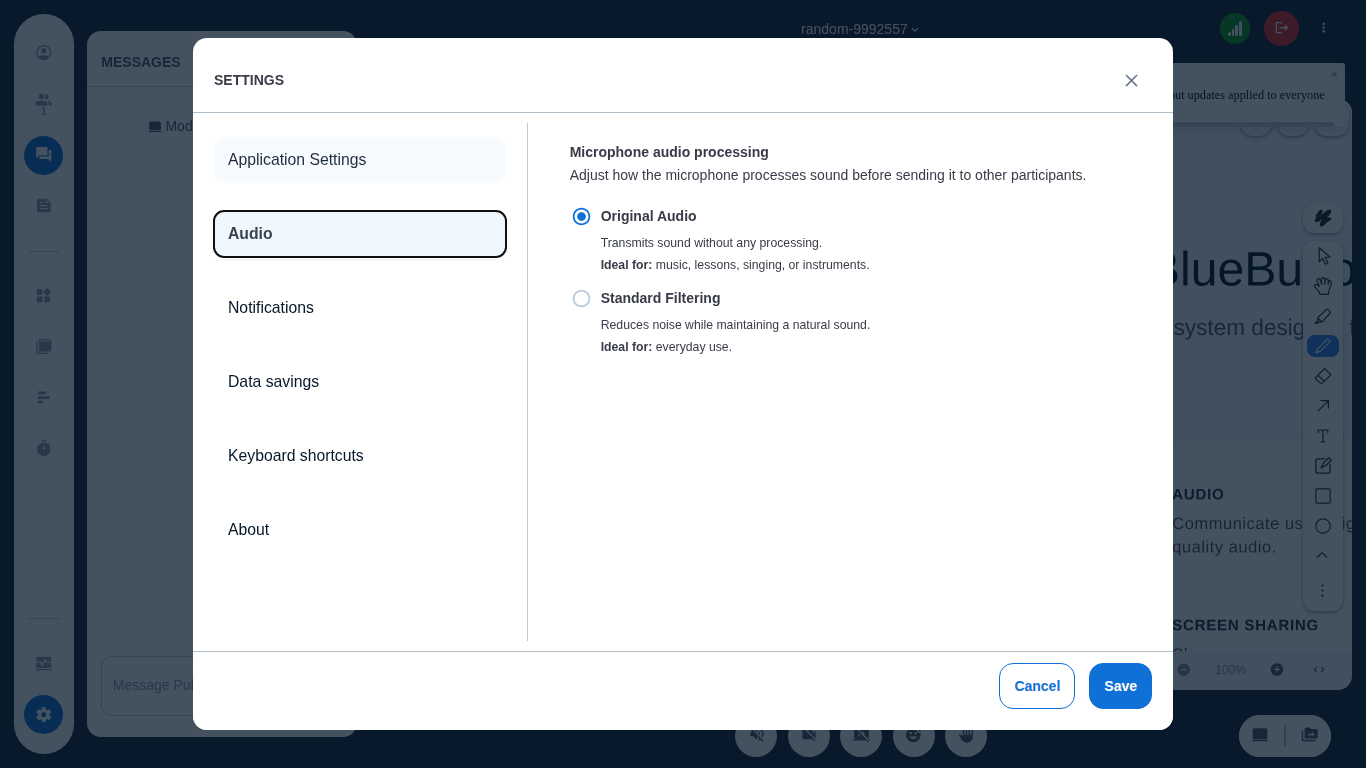 random-9992557
MESSAGES
1
SETTINGS
Application Settings
Audio
Notifications
Data savings
Keyboard shortcuts
About
Microphone audio processing
Adjust how the microphone processes sound before sending it to other participants.
Original Audio
Transmits sound without any processing.
Ideal for: music, lessons, singing, or instruments.
Standard Filtering
Reduces noise while maintaining a natural sound.
Ideal for: everyday use.
Cancel
Save
updates applied to everyone
system
AUDIO
Communicate
quality audio.
SCREEN SHARING
100%
Message